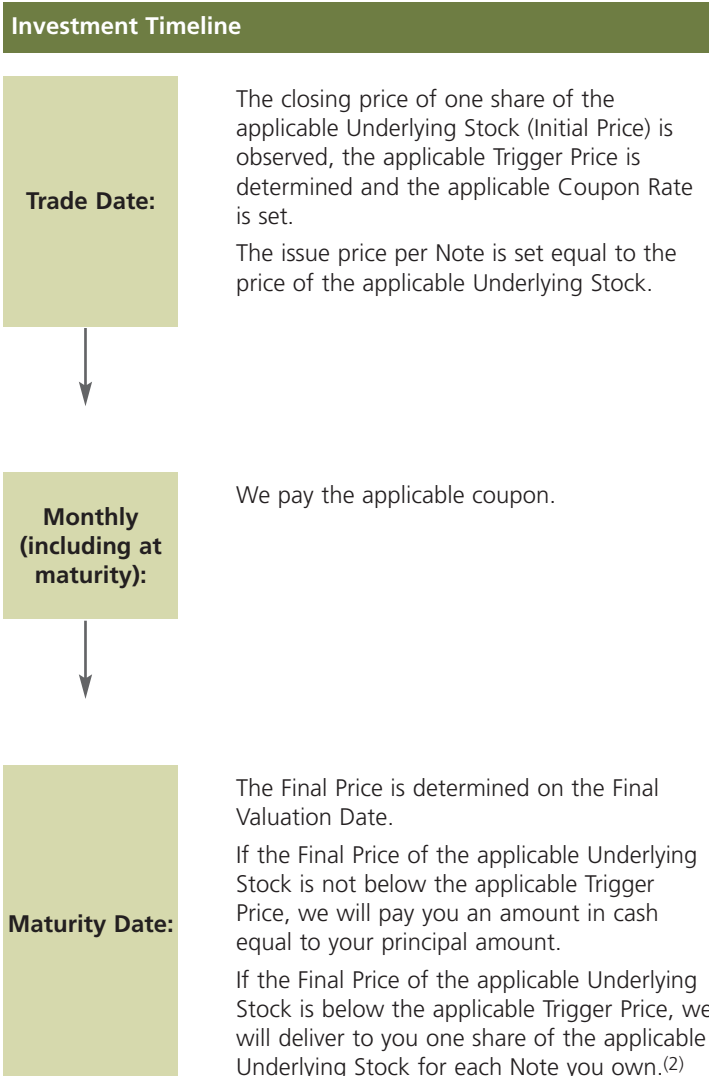 Investment Timeline
Trade Date:
The closing price of one share of the
applicable Underlying Stock (Initial Price) is
observed, the applicable Trigger Price is
determined and the applicable Coupon Rate
is set.
The issue price per Note is set equal to the
price of the applicable Underlying Stock.
Monthly
(including at
maturity):
We pay the applicable coupon.
Maturity Date:
The Final Price is determined on the Final
Valuation Date.
If the Final Price of the applicable Underlying
Stock is not below the applicable Trigger
Price, we will pay you an amount in cash
equal to your principal amount.
If the Final Price of the applicable Underlying
Stock is below the applicable Trigger Price, we
will deliver to you one share of the applicable
Underlying Stock for each Note you own.(2)